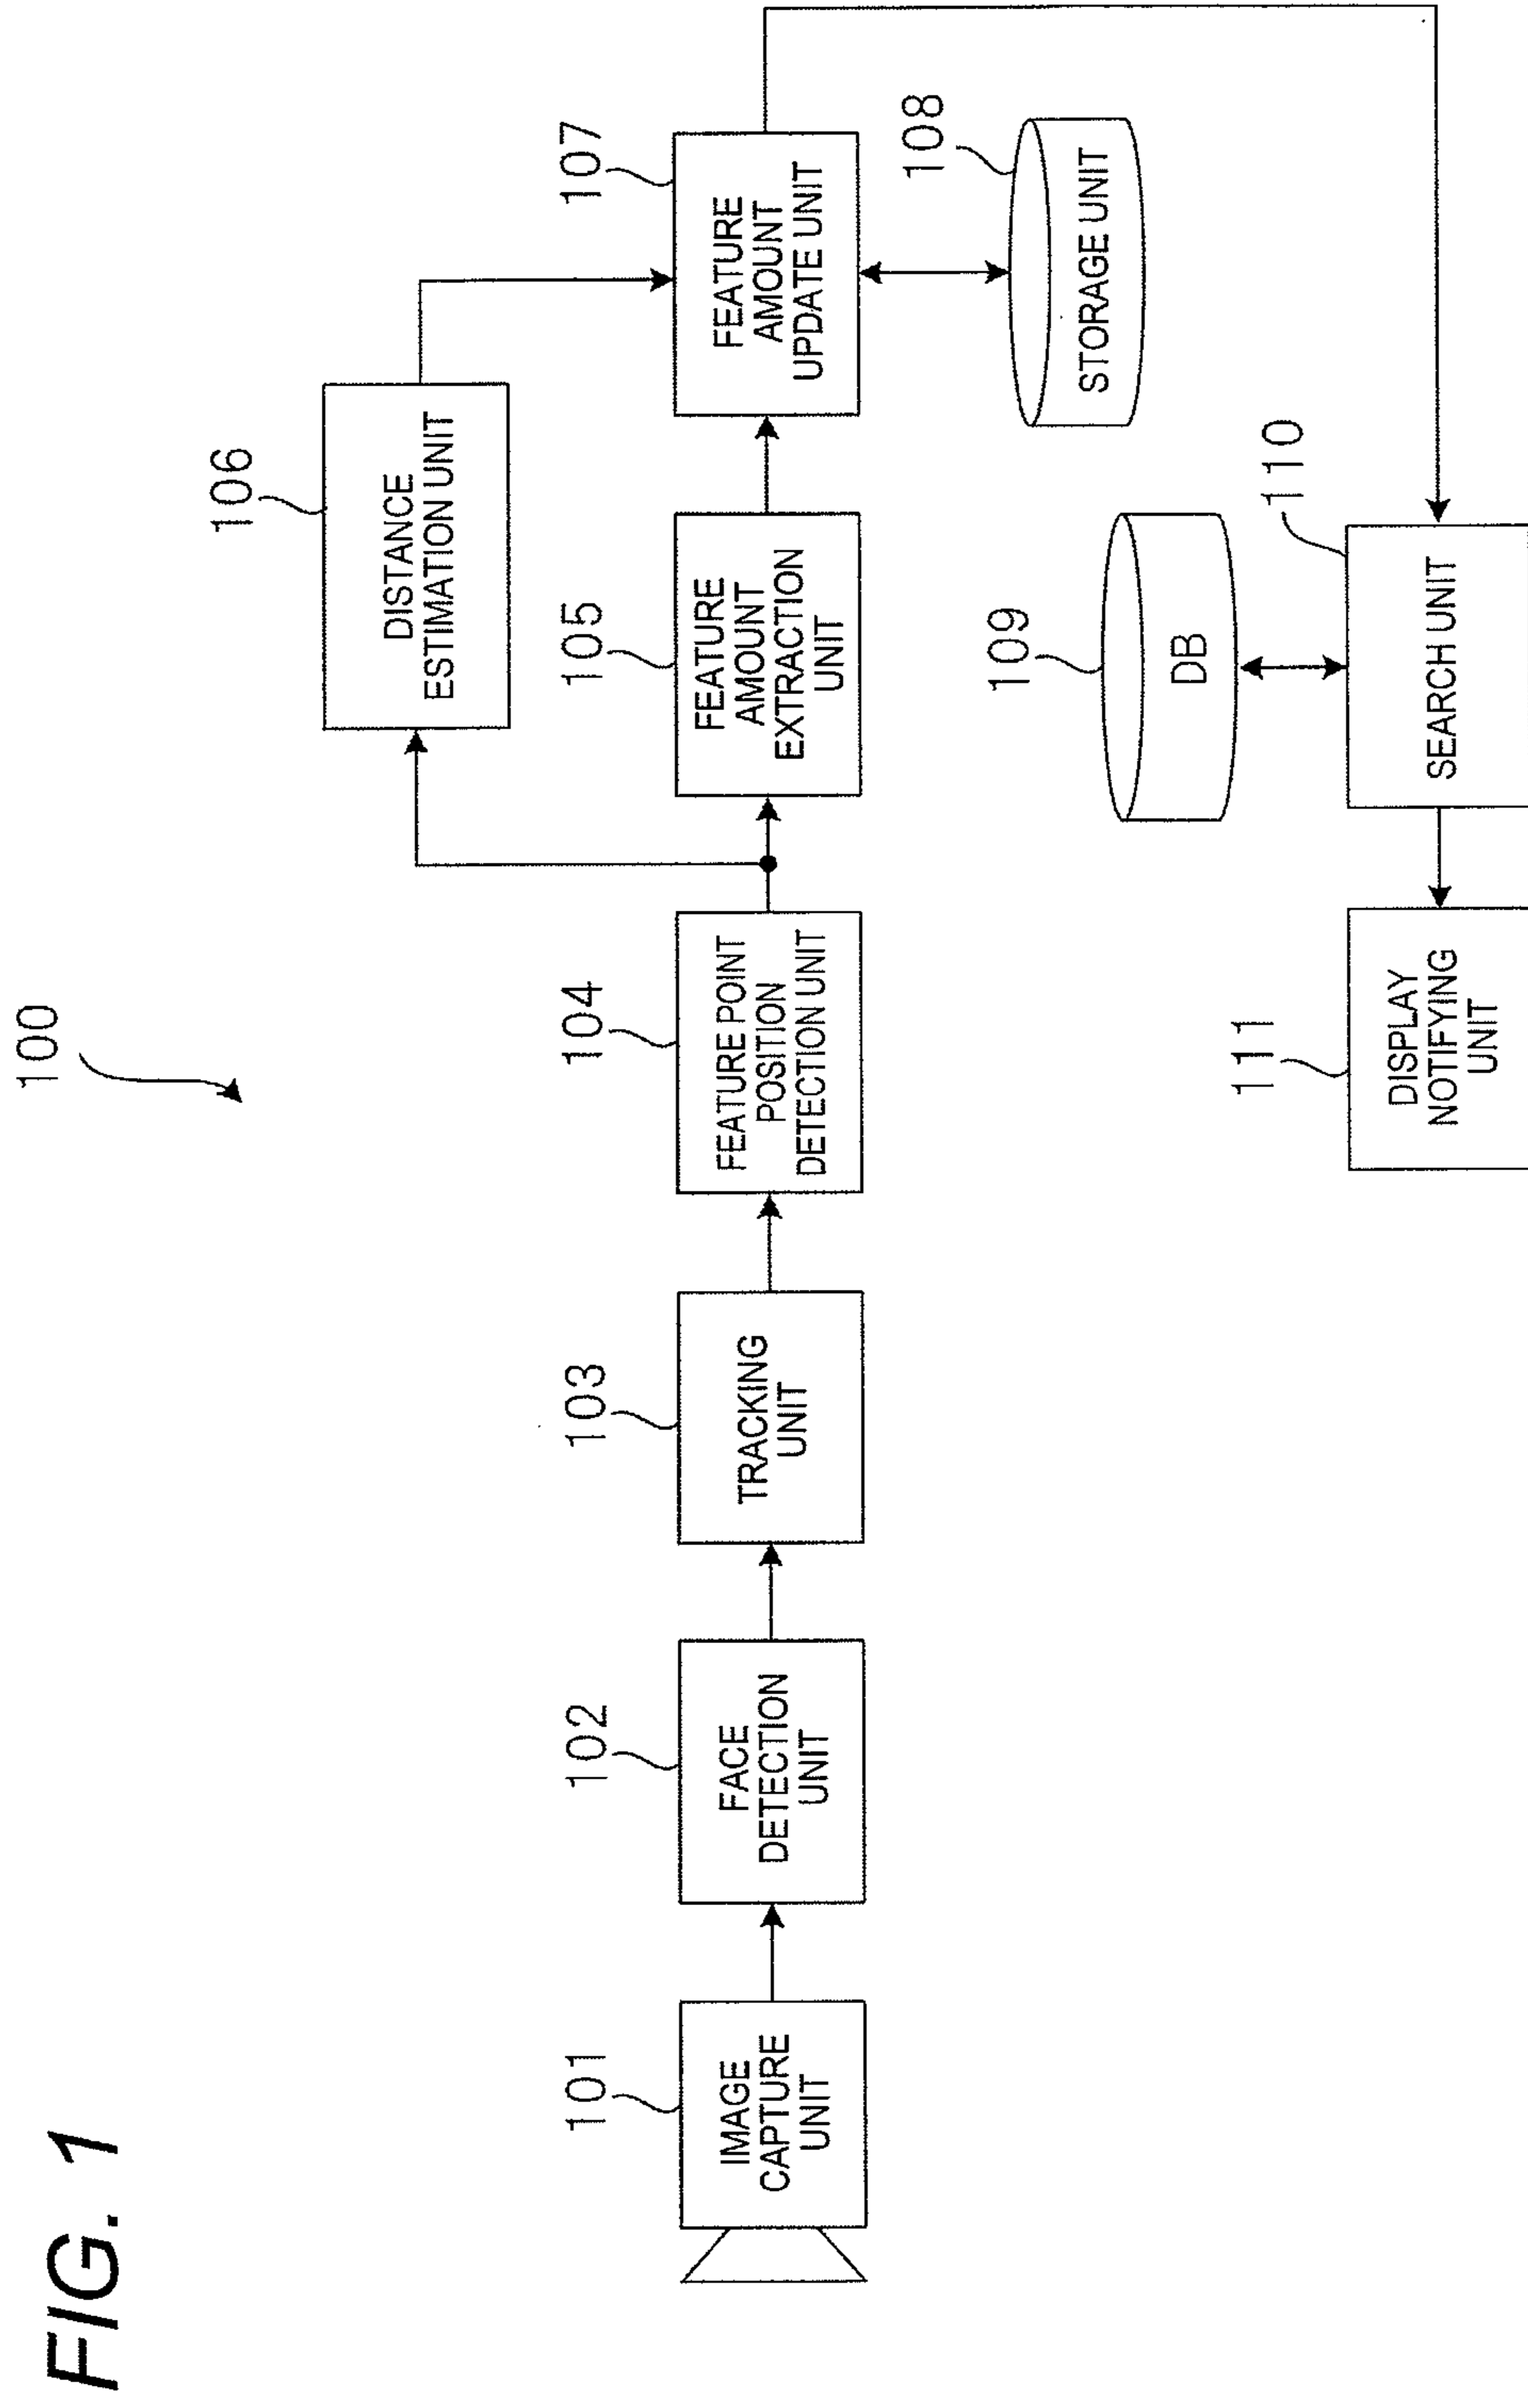 FIG. 1
100
101
IMAGE
CAPTURE
UNIT
102
FACE
DETECTION
UNIT
103
TRACKING
UNIT
104
FEATURE POINT
POSITION
DETECTION UNIT
105
FEATURE
AMOUNT
EXTRACTION
UNIT
106
DISTANCE
ESTIMATION UNIT
107
FEATURE
AMOUNT
UPDATE UNIT
108
STORAGE UNIT
109
DB
110
SEARCH UNIT
111
DISPLAY
NOTIFYING
UNIT